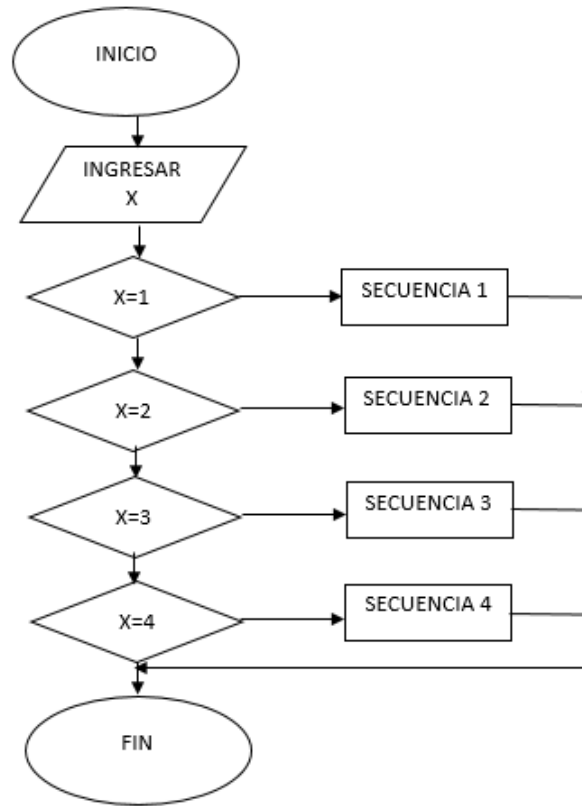 INICIO
INGRESAR
X
X=1
SECUENCIA 1
X=2
SECUENCIA 2
X=3
SECUENCIA 3
X=4
SECUENCIA 4
FIN